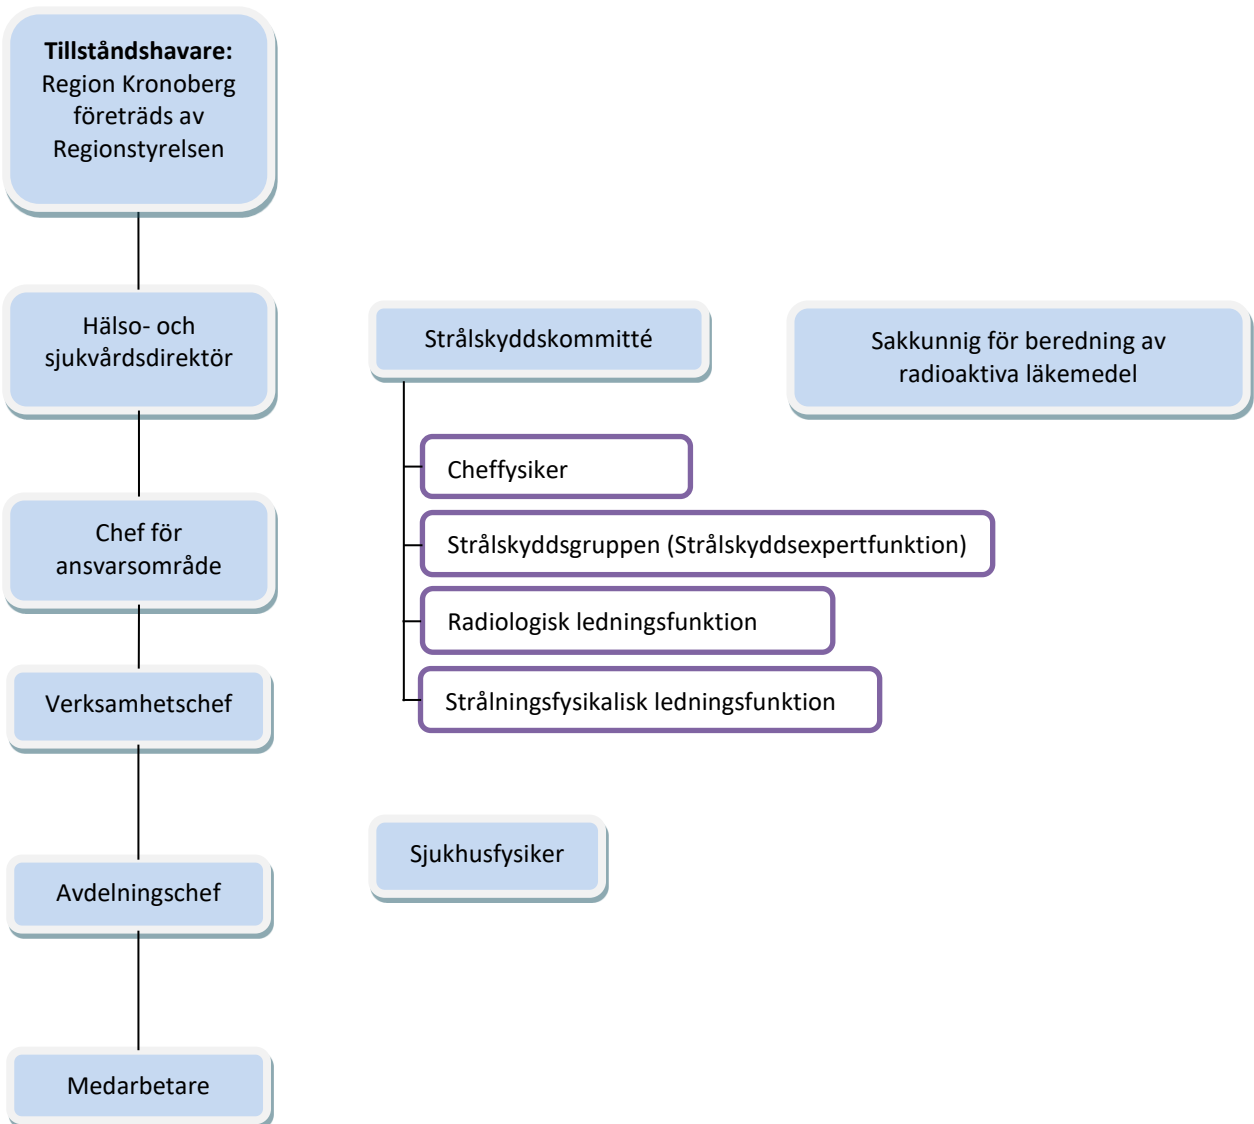 Tillståndshavare:
Region Kronoberg
företräds av
Regionstyrelsen
Hälso- och
sjukvårdsdirektör
Strålskyddskommitté
Sakkunnig för beredning av
radioaktiva läkemedel
Cheffysiker
Chef för
ansvarsområde
Strålskyddsgruppen (Strålskyddsexpertfunktion)
Radiologisk ledningsfunktion
Verksamhetschef
Strålningsfysikalisk ledningsfunktion
Avdelningschef
Sjukhusfysiker
Medarbetare